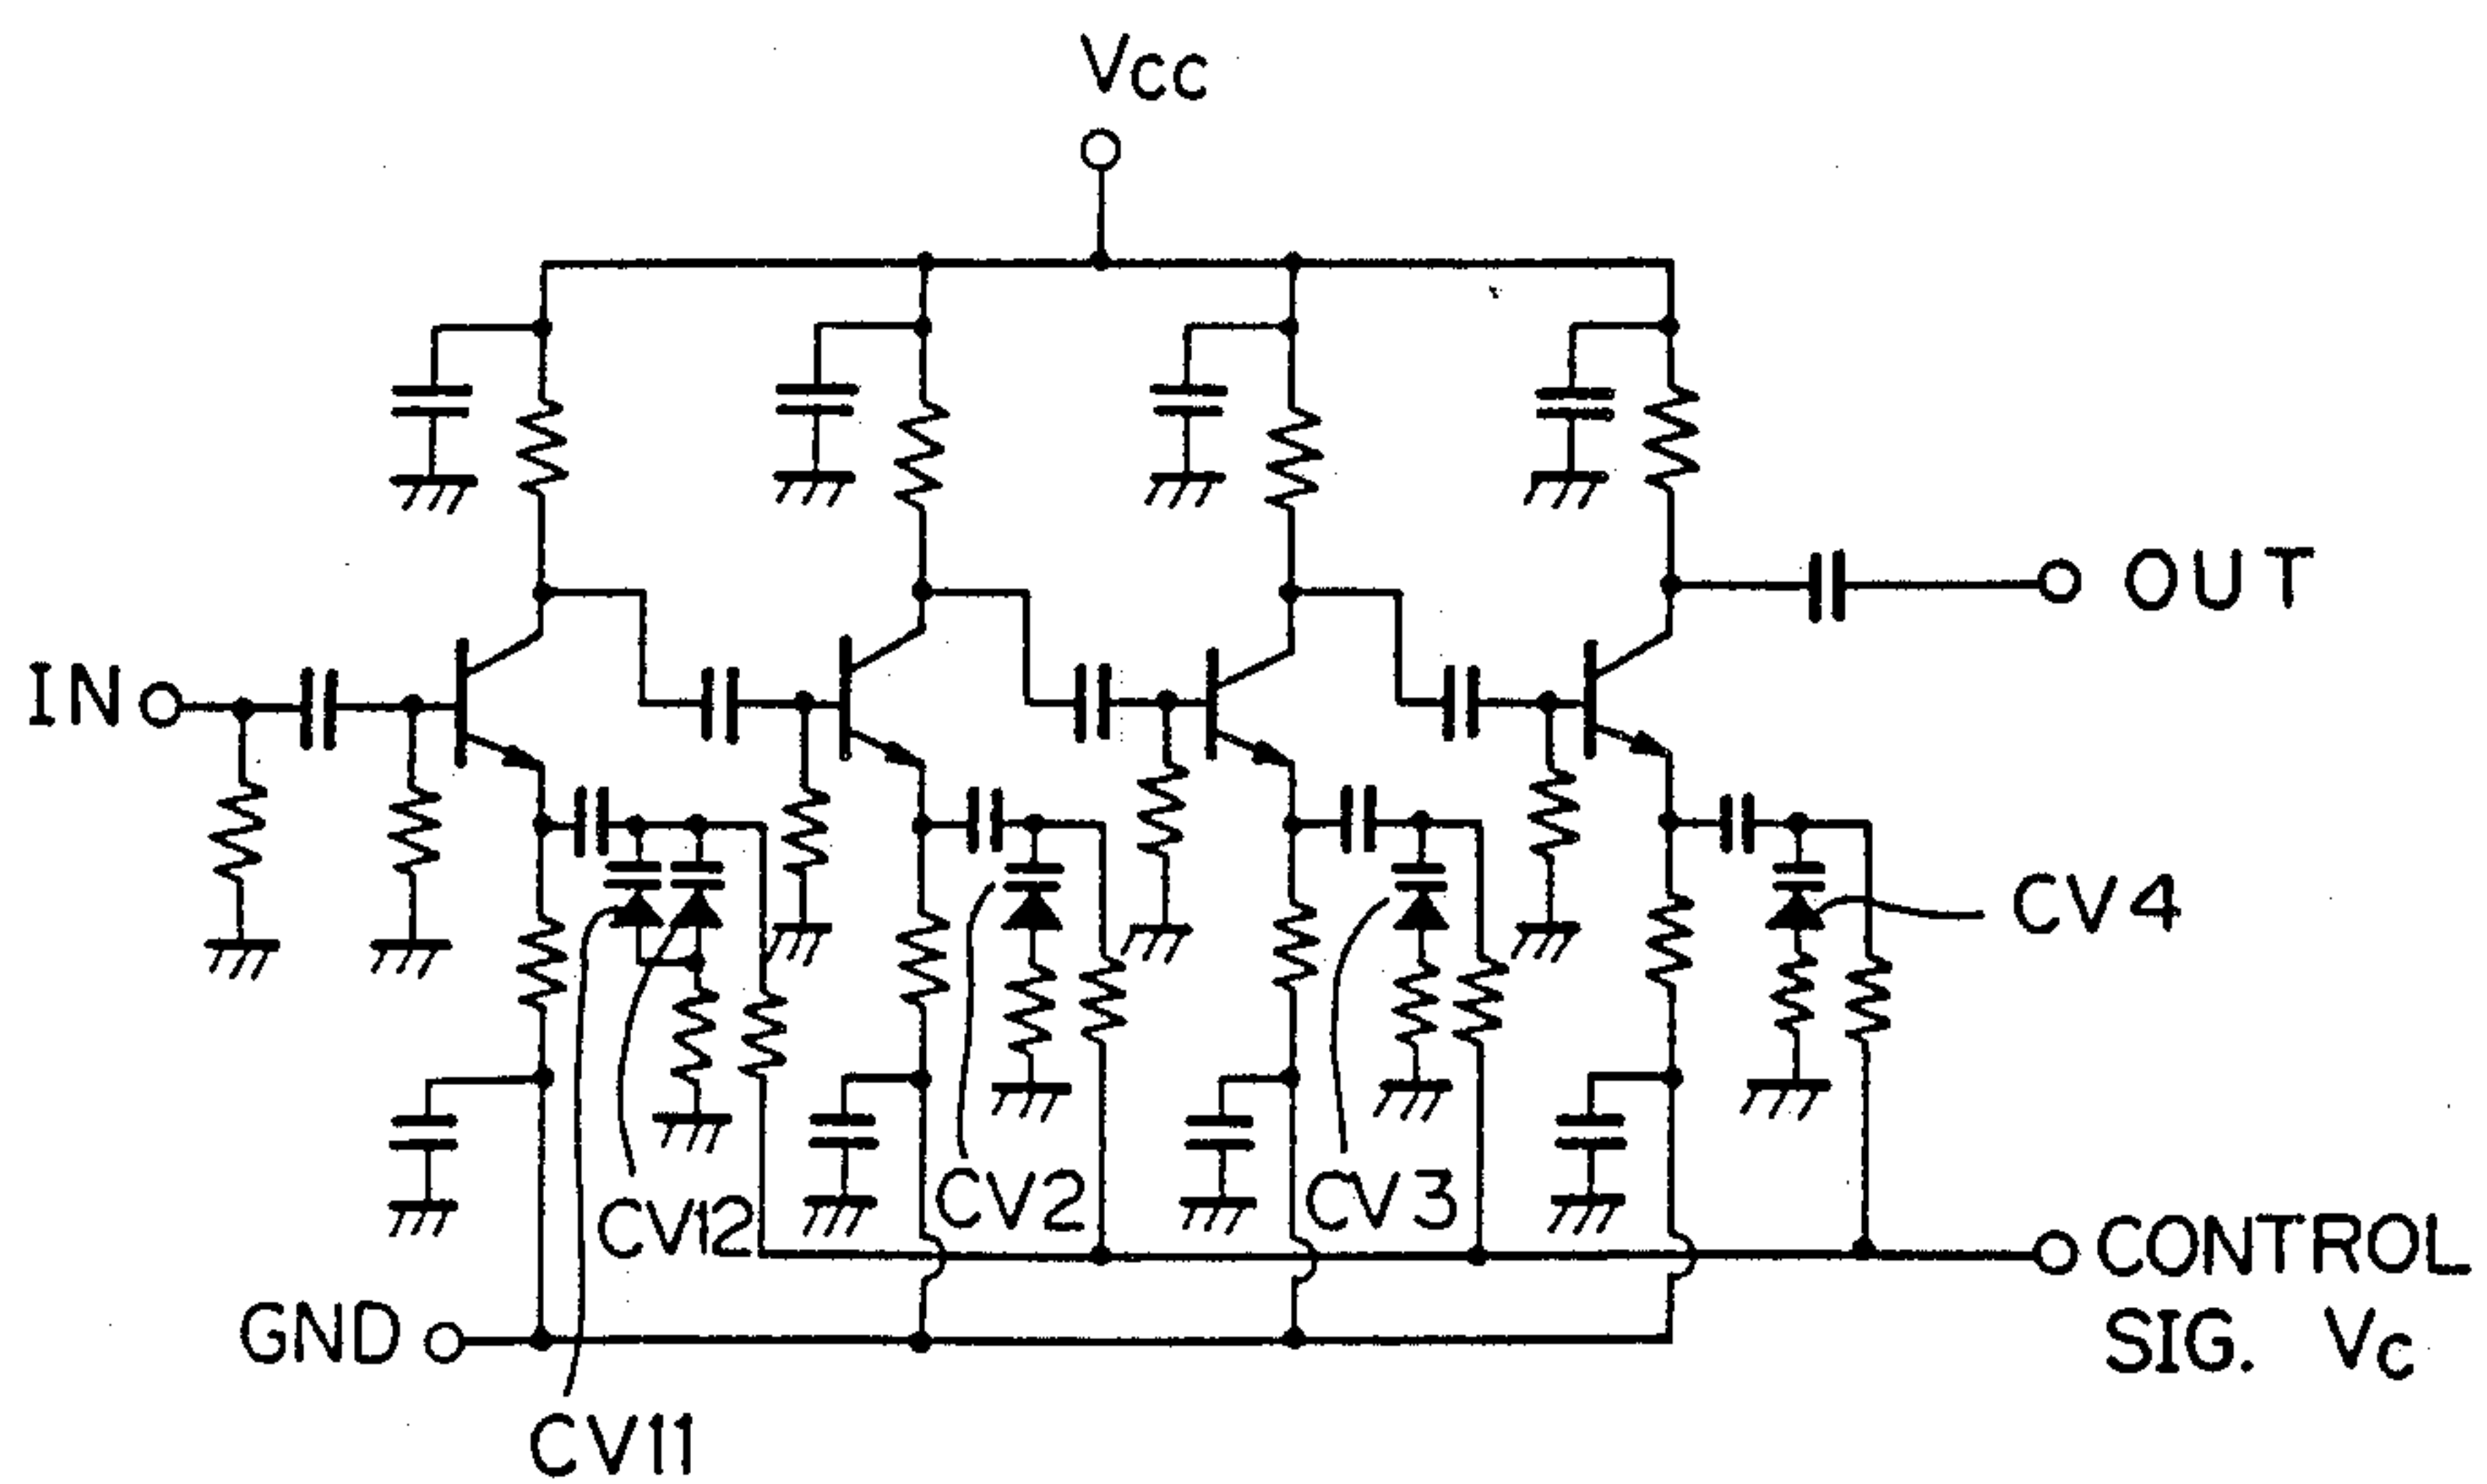 Vcc
OUT
IN
CV4
CV12
CV2
CV3
CONTROL
SIG. Vc
GND
CV11